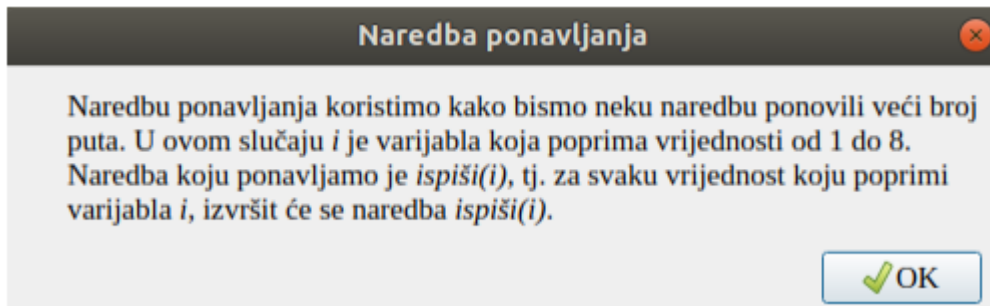 Naredba ponavljanja
Naredbu ponavljanja koristimo kako bismo neku naredbu ponovili veći broj
puta. U ovom slučaju i je varijabla koja poprima vrijednosti od 1 do 8.
Naredba koju ponavljamo je ispiši(i), tj. za svaku vrijednost koju poprimi
varijabla i, izvršit će se naredba ispiši(i).
OK